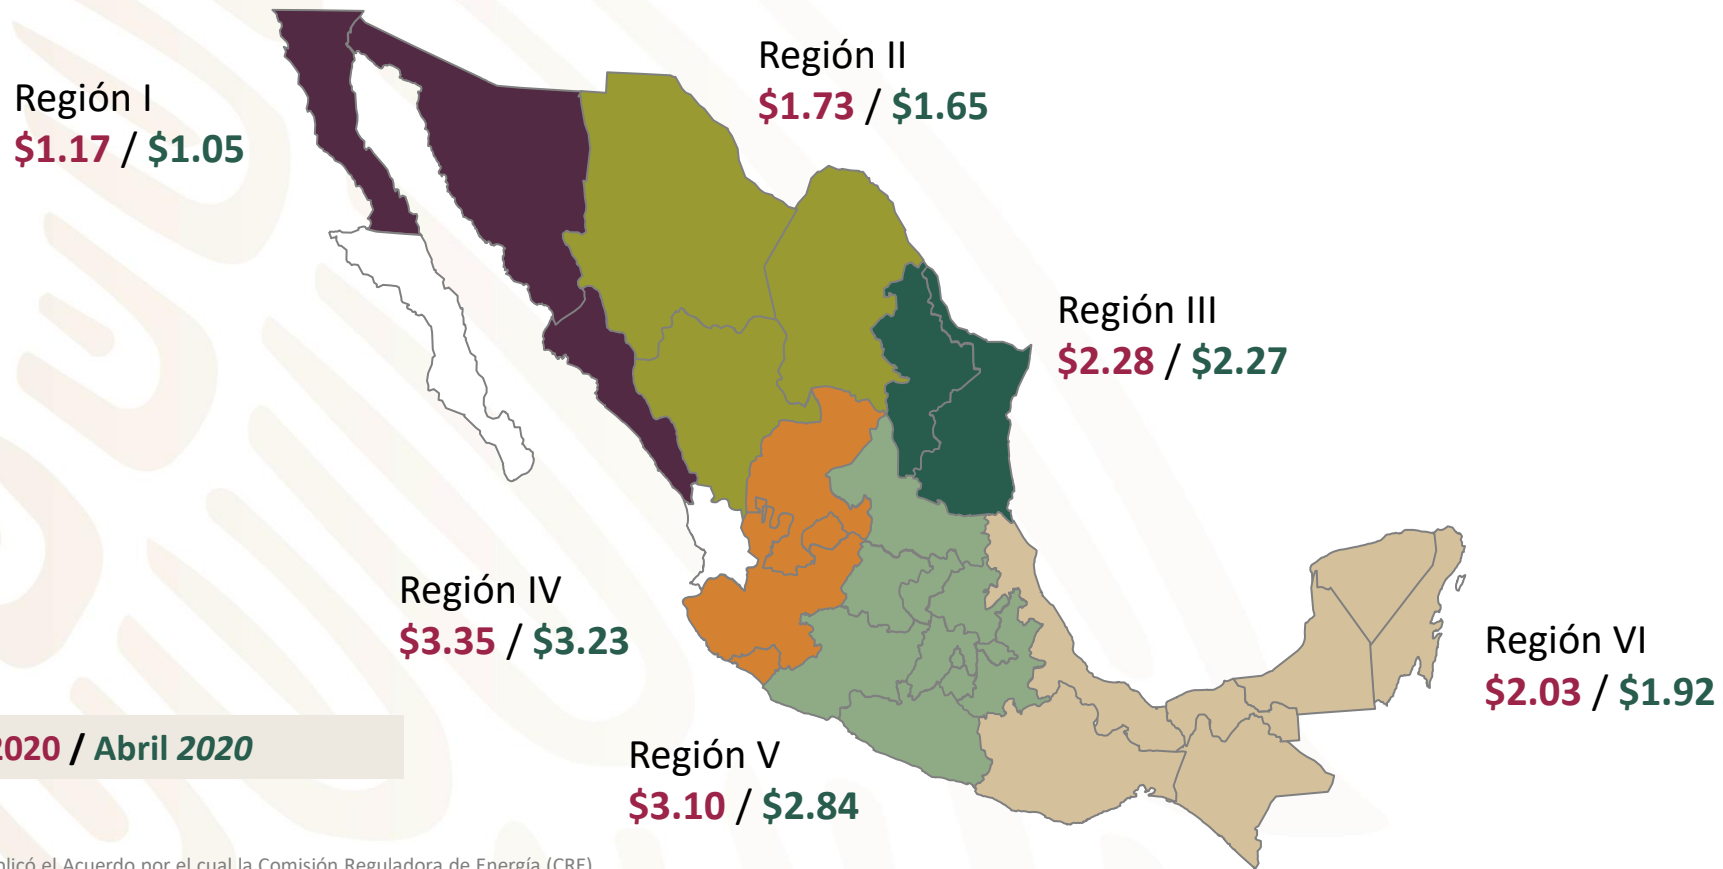 Región I
$1.17 / $1.05
Región II
$1.73 / $1.65
Región III
$2.28 / $2.27
Región IV
$3.35 / $3.23
Región V
$3.10 / $2.84
Región VI
$2.03 / $1.92
2020 / Abril 2020
el Acuerdo por el cual la Comisión Reguladora de Energía (CRE)